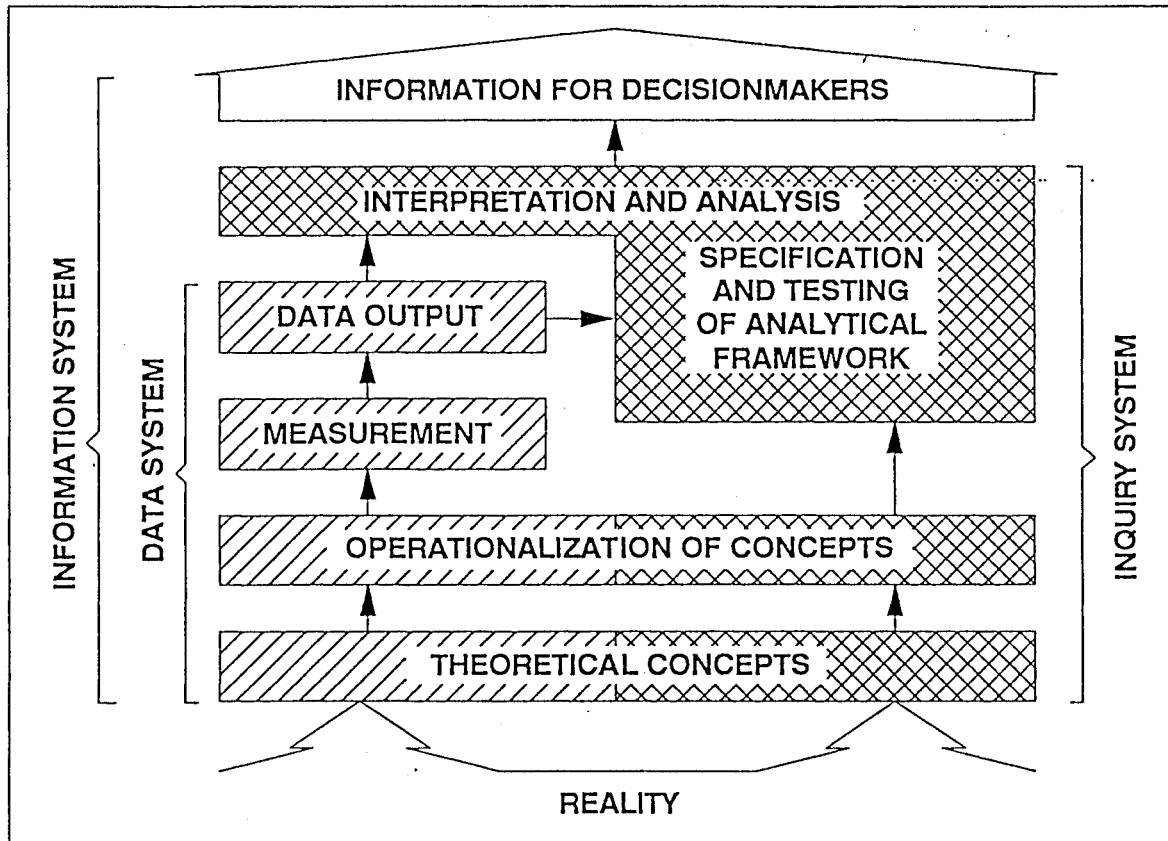 INFORMATION FOR DECISIONMAKERS
INTERPRETATION AND ANALYSIS
SPECIFICATION
AND TESTING
OF ANALYTICAL
FRAMEWORK
DATA OUTPUT
MEASUREMENT
OPERATIONALIZATION OF CONCEPTS
THEORETICAL CONCEPTS
REALITY
INFORMATION SYSTEM
DATA SYSTEM
INQUIRY SYSTEM